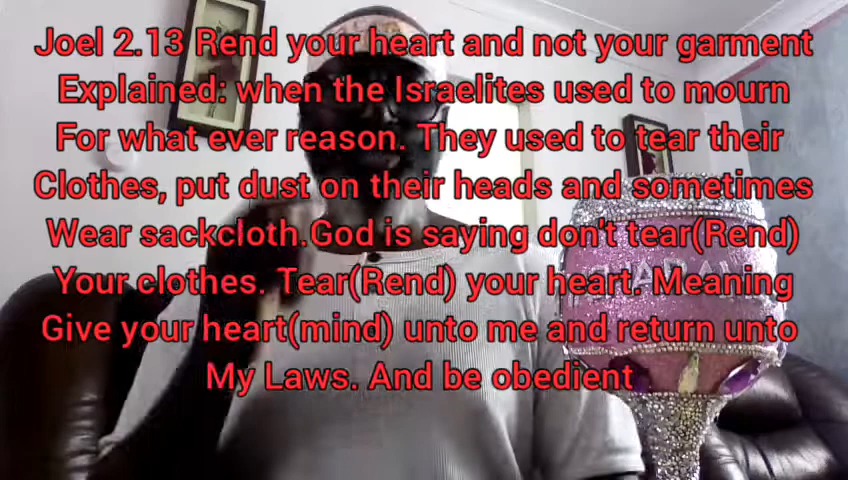 Joel 2.13 Rend your heart and not your garment
Explained: when the Israelites used to mourn
For what ever reason. They used to tear their
Clothes, put dust on their heads and sometimes
Wear sackcloth.God is saying don't tear(Rend)
Your clothes. Tear(Rend) your heart. Meaning
Give your heart(mind) unto me and return unto
My Laws. And be obedient